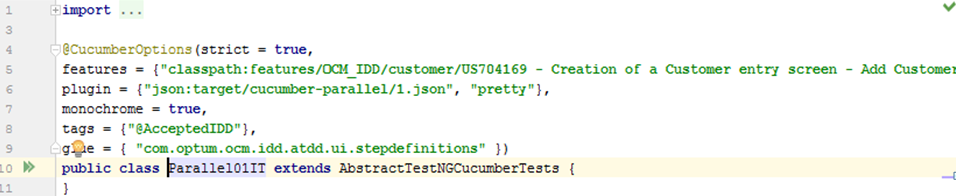 1 import ...
3
4 @CucumberOptions(strict = true,
5 features = {"classpath:features/OCM_IDD/customer/US704169 - Creation of a Customer entry screen - Add Customer
6 plugin = {"json:target/cucumber-parallel/1.json", "pretty"},
7 monochrome = true,
8 tags = {"@AcceptedIDD"},
9 glue = { "com.optum.ocm.idd.atdd.ui.stepdefinitions" })
10 public class Parallel01IT extends AbstractTestNGCucumberTests {
11 }